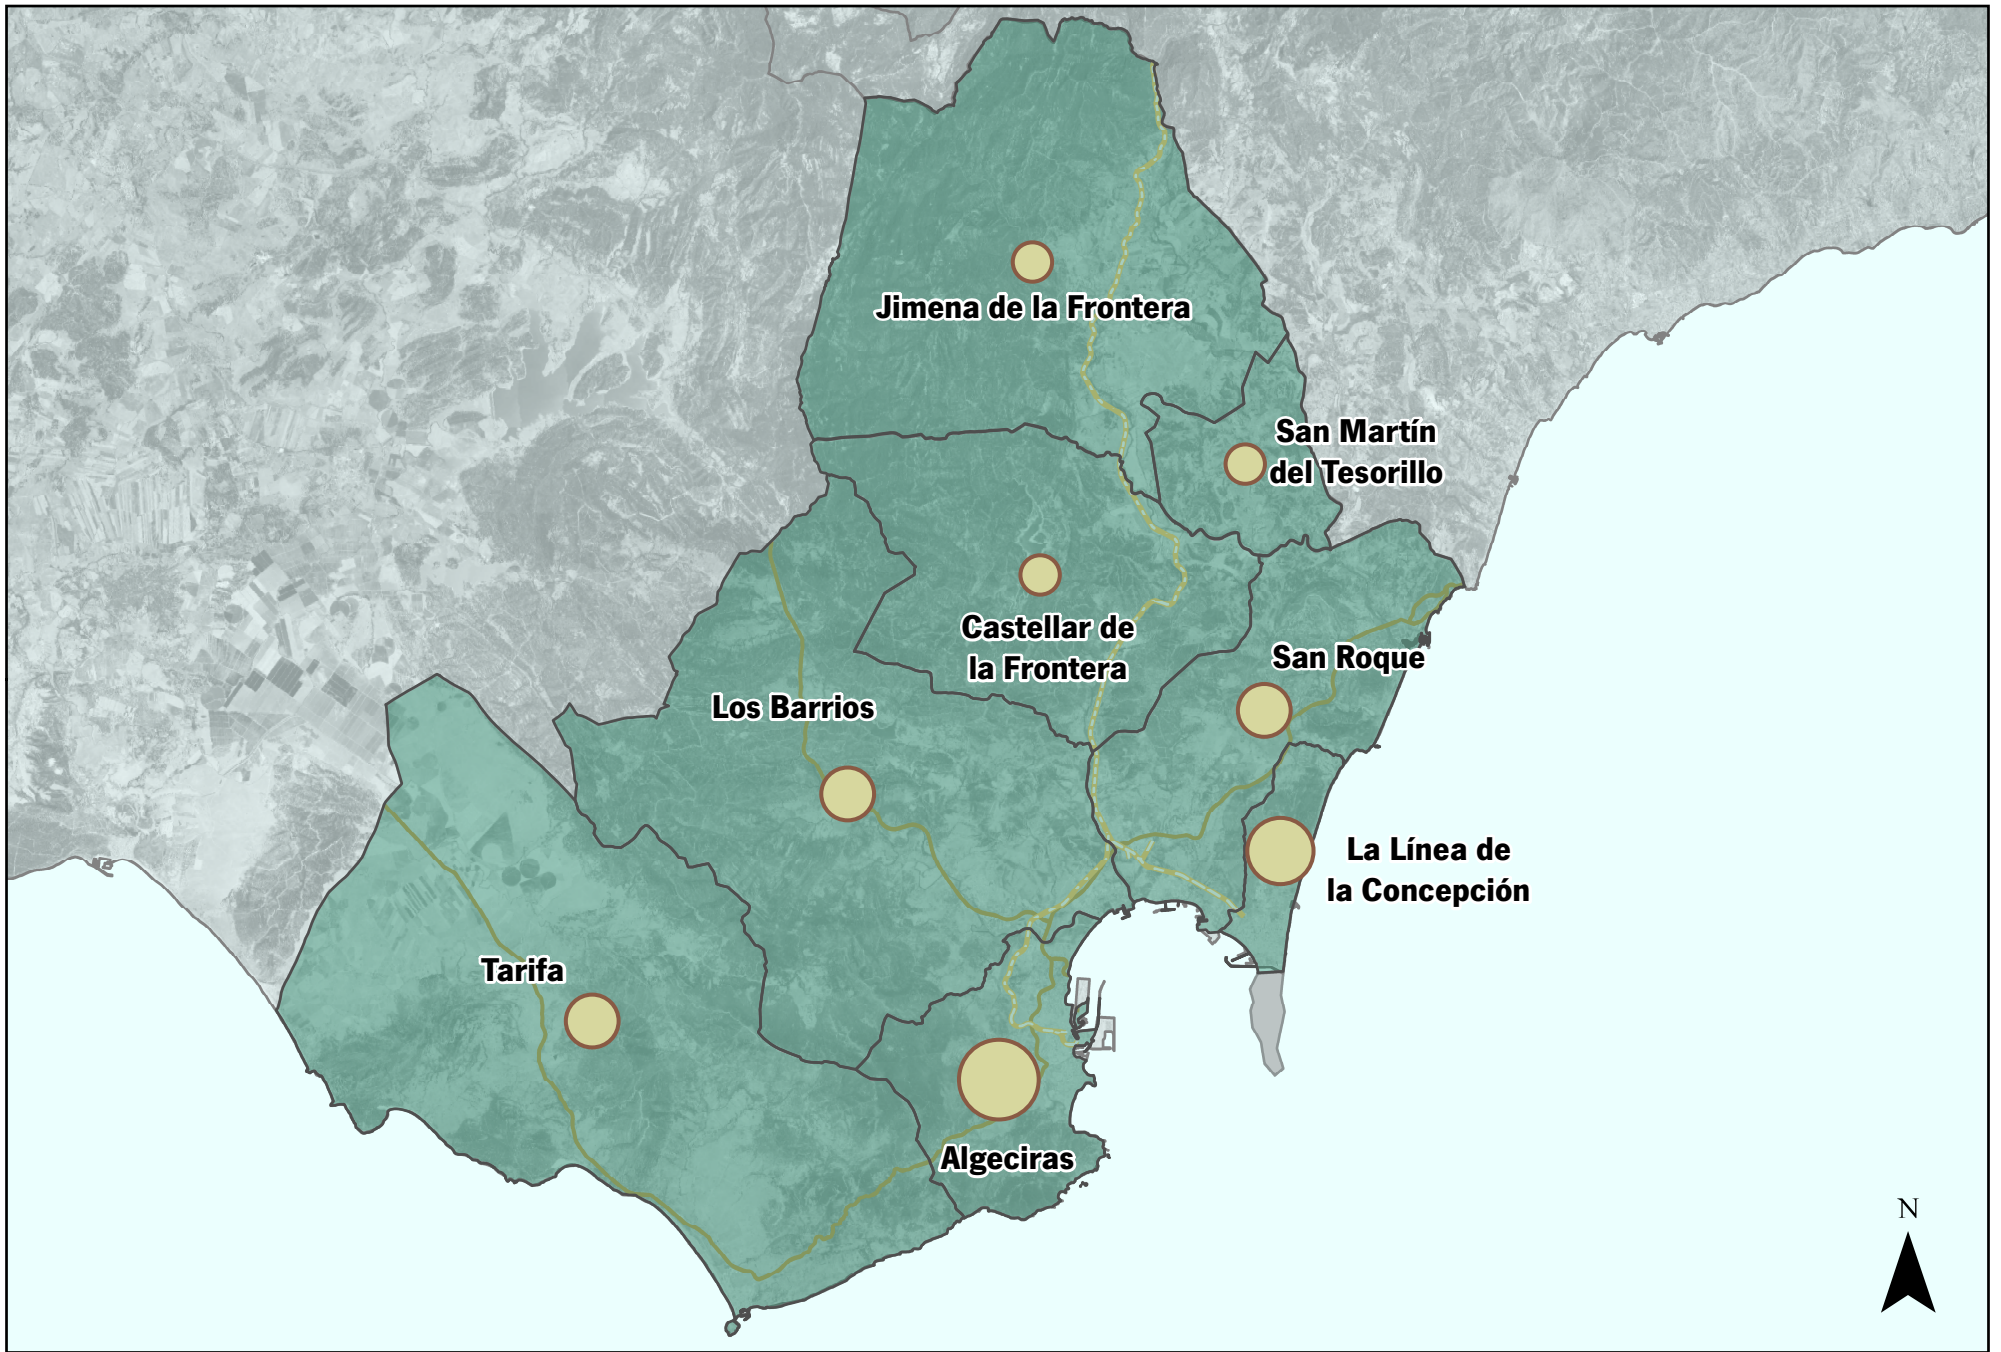 Jimena de la Frontera
San Martín
del Tesorillo
Castellar de
la Frontera
San Roque
Los Barrios
La Línea de
la Concepción
Tarifa
Algeciras
N